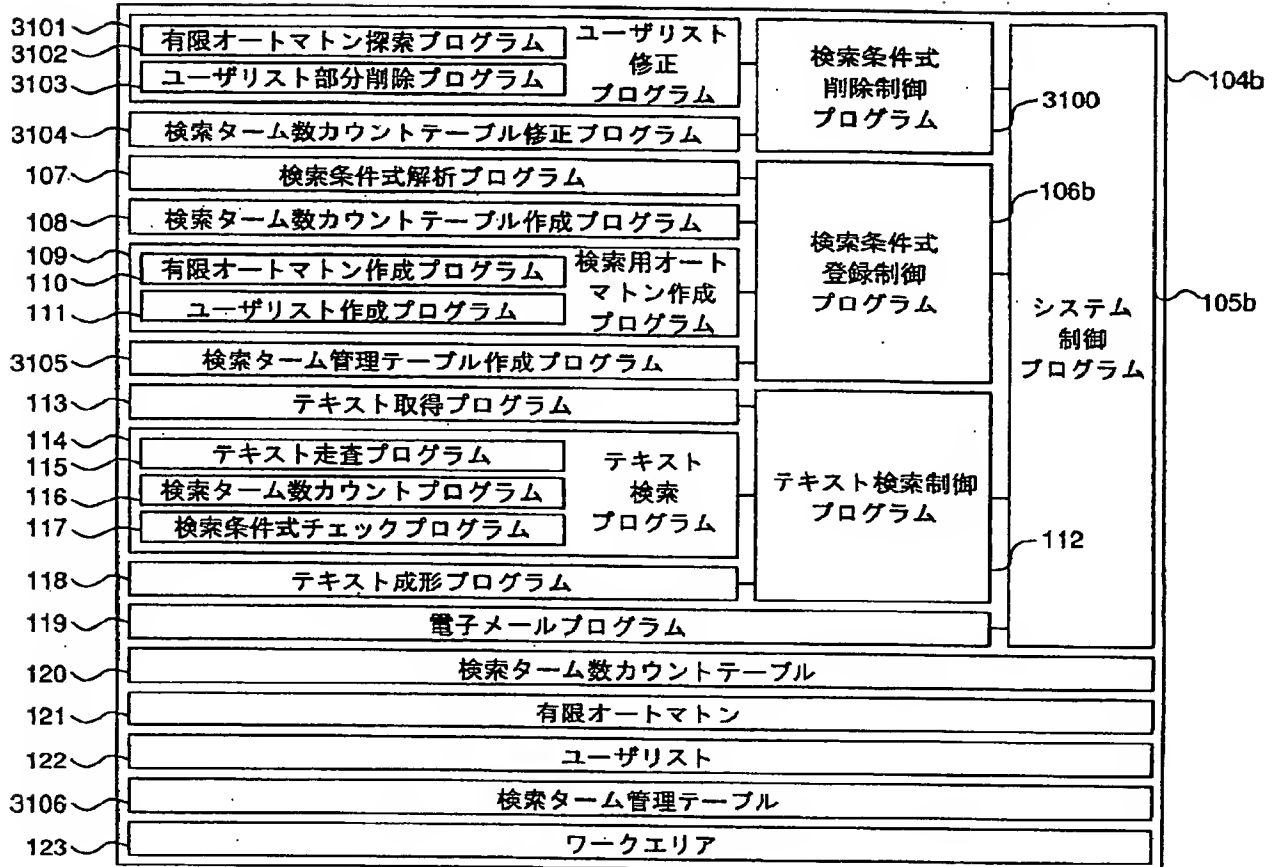 3101
3102
3103
有限オートマトン探索プログラム
ユーザリスト部分削除プログラム
ユーザリスト
修正
プログラム
3104
検索ターム数カウントテーブル修正プログラム
検索条件式
削除制御
プログラム
3100
104b
107
検索条件式解析プログラム
108
検索ターム数カウントテーブル作成プログラム
109
110
111
有限オートマトン作成プログラム
ユーザリスト作成プログラム
検索用オート
マトン作成
プログラム
3105
検索ターム管理テーブル作成プログラム
検索条件式
登録制御
プログラム
106b
システム
制御
プログラム
105b
113
テキスト取得プログラム
114
115
116
117
テキスト走査プログラム
検索ターム数カウントプログラム
検索条件式チェックプログラム
テキスト
検索
プログラム
118
テキスト成形プログラム
テキスト検索制御
プログラム
112
119
電子メールプログラム
120
検索ターム数カウントテーブル
121
有限オートマトン
122
ユーザリスト
3106
検索ターム管理テーブル
123
ワークエリア